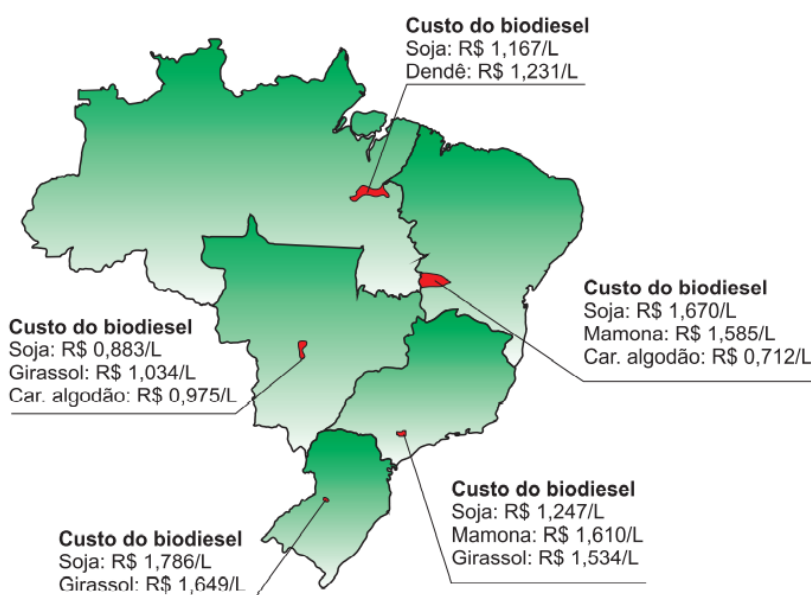 Custo do biodiesel
Soja: R$ 1,167/L
Dendê: R$ 1,231/L
Custo do biodiesel
Soja: R$ 1,670/L
Mamona: R$ 1,585/L
Car. algodão: R$ 0,712/L
Custo do biodiesel
Soja: R$ 0,883/L
Girassol: R$ 1,034/L
Car. algodão: R$ 0,975/L
Custo do biodiesel
Soja: R$ 1,247/L
Mamona: R$ 1,610/L
Girassol: R$ 1,534/L
Custo do biodiesel
Soja: R$ 1,786/L
Girassol: R$ 1,649/L